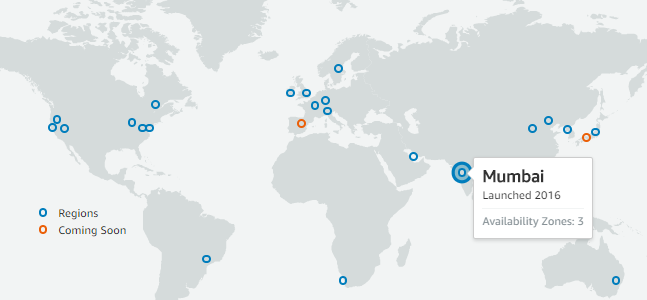 Mumbai
Launched 2016
Availability Zones: 3
Regions
Coming Soon